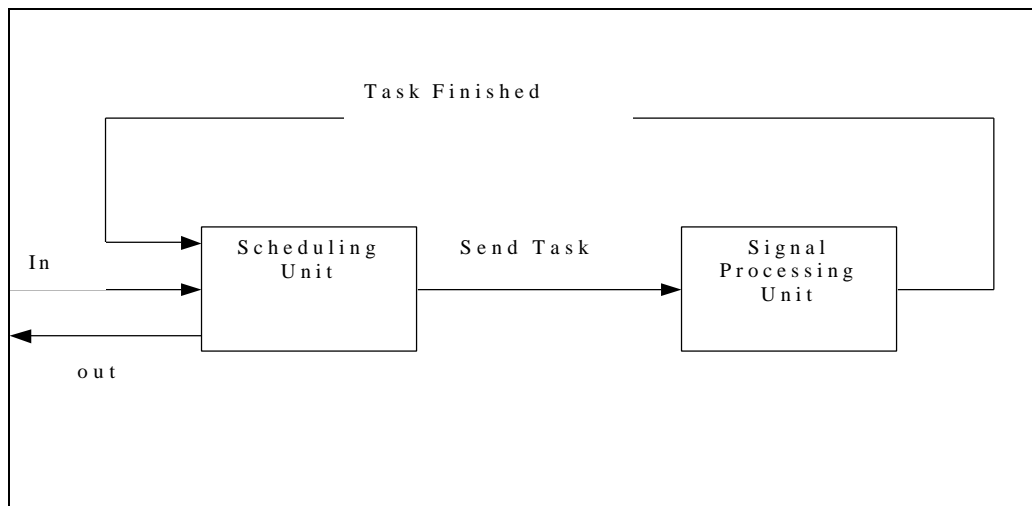 Task Finished
In
Scheduling
Unit
Send Task
Signal
Processing
Unit
out